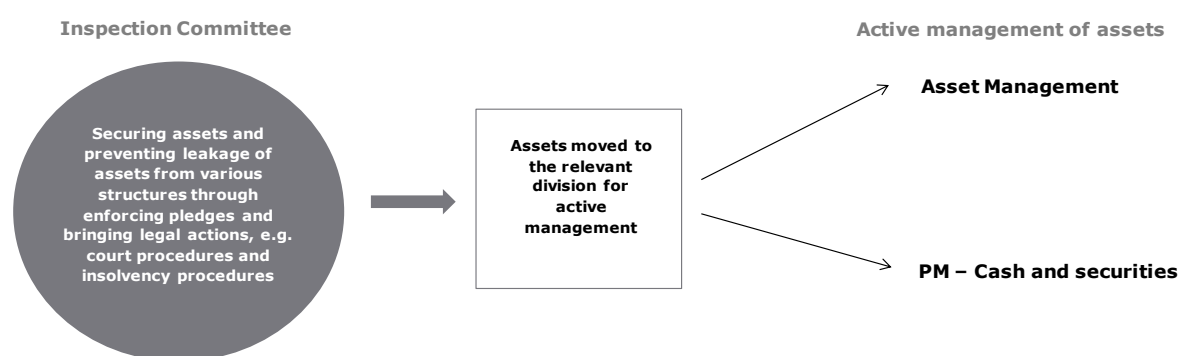 Inspection Committee
Active management of assets
Securing assets and
preventing leakage of
assets from various
structures through
enforcing pledges and
bringing legal actions, e.g.
court procedures and
insolvency procedures
Assets moved to
the relevant
division for
active
management
Asset Management
PM – Cash and securities